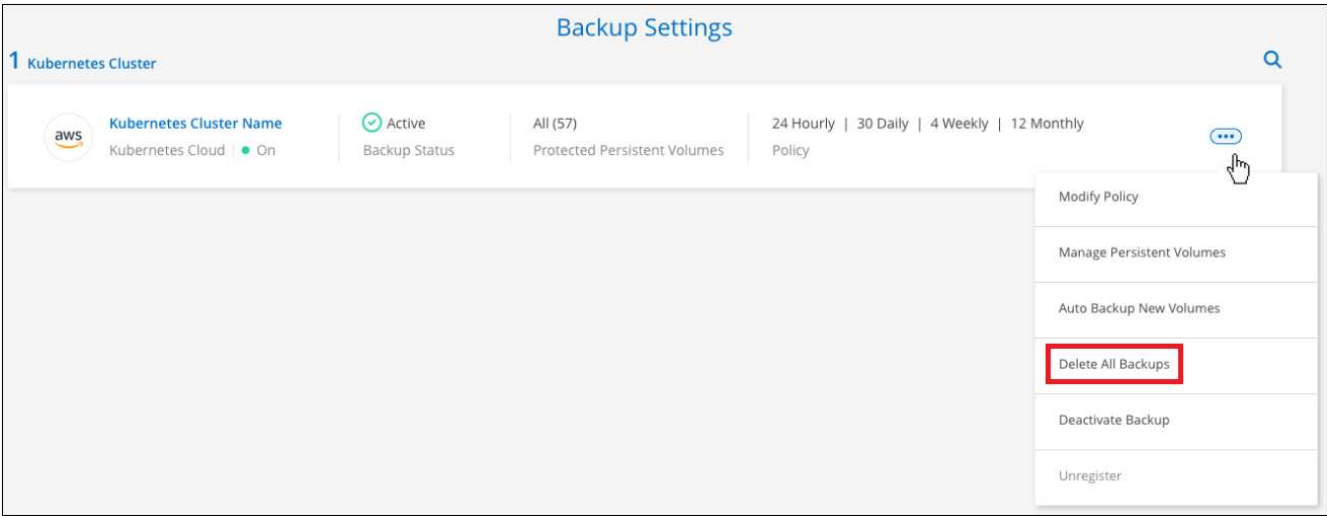 Backup Settings
1 Kubernetes Cluster
aws
Kubernetes Cluster Name
Kubernetes Cloud | On
Active
Backup Status
All (57)
Protected Persistent Volumes
24 Hourly | 30 Daily | 4 Weekly | 12 Monthly
Policy
Modify Policy
Manage Persistent Volumes
Auto Backup New Volumes
Delete All Backups
Deactivate Backup
Unregister